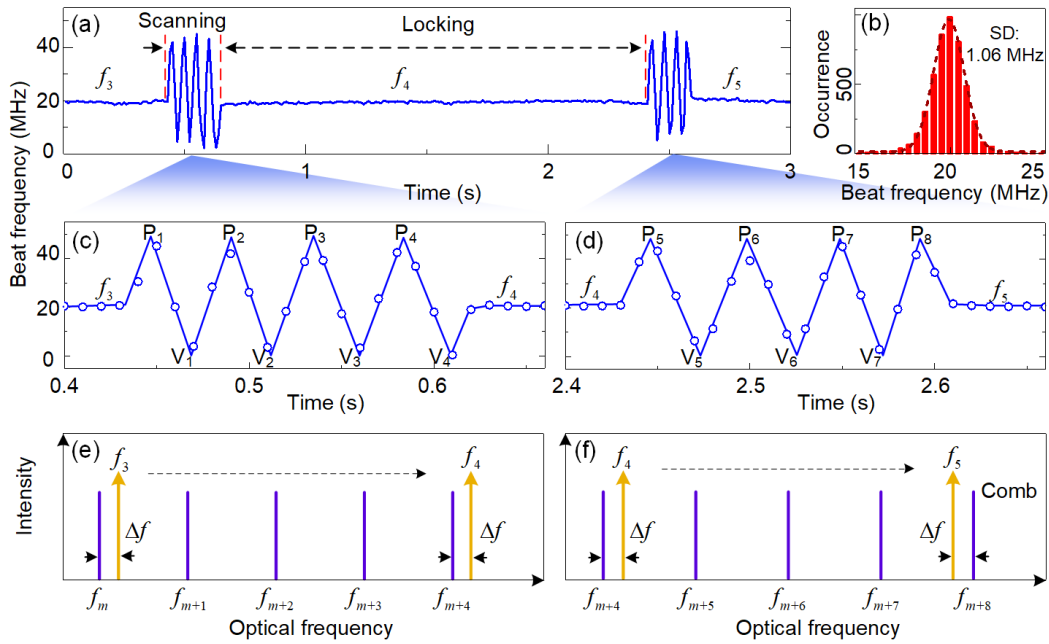 (a)
Scanning
Locking
f3
f4
f5
40
20
0
Beat frequency (MHz)
0
1
2
3
Time (s)
(b)
SD:
1.06 MHz
Occurrence
500
0
15
20
25
Beat frequency (MHz)
(c)
P1
P2
P3
P4
f3
f4
V1
V2
V3
V4
40
20
0
0.4
0.5
0.6
Time (s)
(d)
P5
P6
P7
P8
f4
f5
V5
V6
V7
2.4
2.5
2.6
Time (s)
(e)
f3
f4
Intensity
Δf
Δf
fm
fm+1
fm+2
fm+3
fm+4
Optical frequency
(f)
f4
f5
Comb
Δf
Δf
fm+4
fm+5
fm+6
fm+7
fm+8
Optical frequency